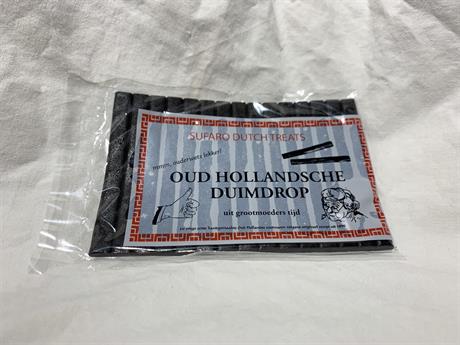 SUFARO DUTCH TREATS
mmm, ouderwets lekker!
OUD HOLLANDSCHE
DUIMDROP
uit grootmoeders tijd